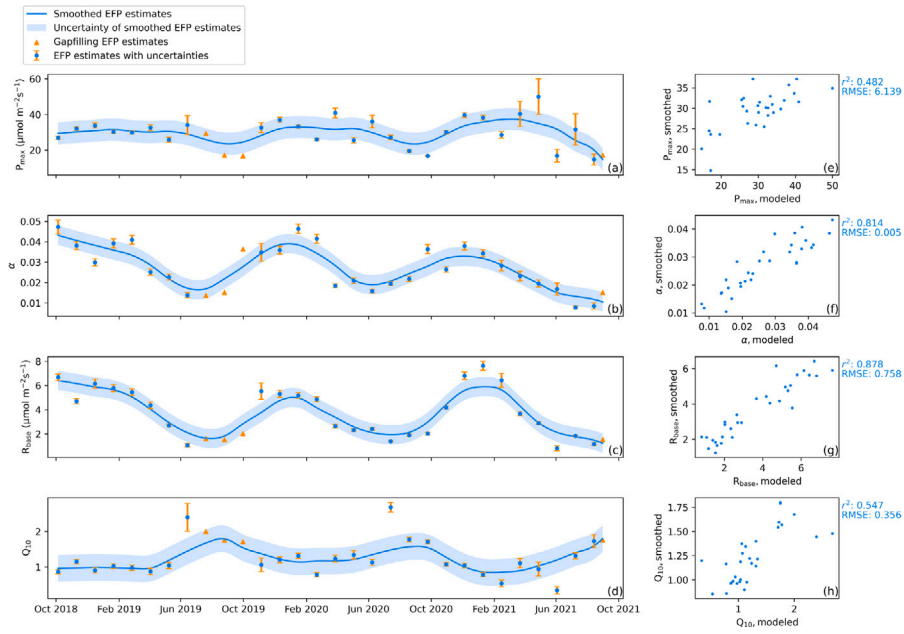 Smoothed EFP estimates
Uncertainty of smoothed EFP estimates
Gapfilling EFP estimates
EFP estimates with uncertainties
60
40
20
P_max (μmol m⁻²s⁻¹)
(a)
35
30
25
20
15
P_max, smoothed
20
30
40
50
P_max, modeled
(e)
r²: 0.482
RMSE: 6.139
0.05
0.04
0.03
0.02
0.01
α
(b)
0.04
0.03
0.02
0.01
α, smoothed
0.01
0.02
0.03
0.04
α, modeled
(f)
r²: 0.814
RMSE: 0.005
8
6
4
2
R_base (μmol m⁻²s⁻¹)
(c)
6
4
2
R_base, smoothed
2
4
6
R_base, modeled
(g)
r²: 0.878
RMSE: 0.758
2
1
Q₁₀
(d)
Oct 2018
Feb 2019
Jun 2019
Oct 2019
Feb 2020
Jun 2020
Oct 2020
Feb 2021
Jun 2021
Oct 2021
1.75
1.50
1.25
1.00
Q₁₀, smoothed
1
2
Q₁₀, modeled
(h)
r²: 0.547
RMSE: 0.356